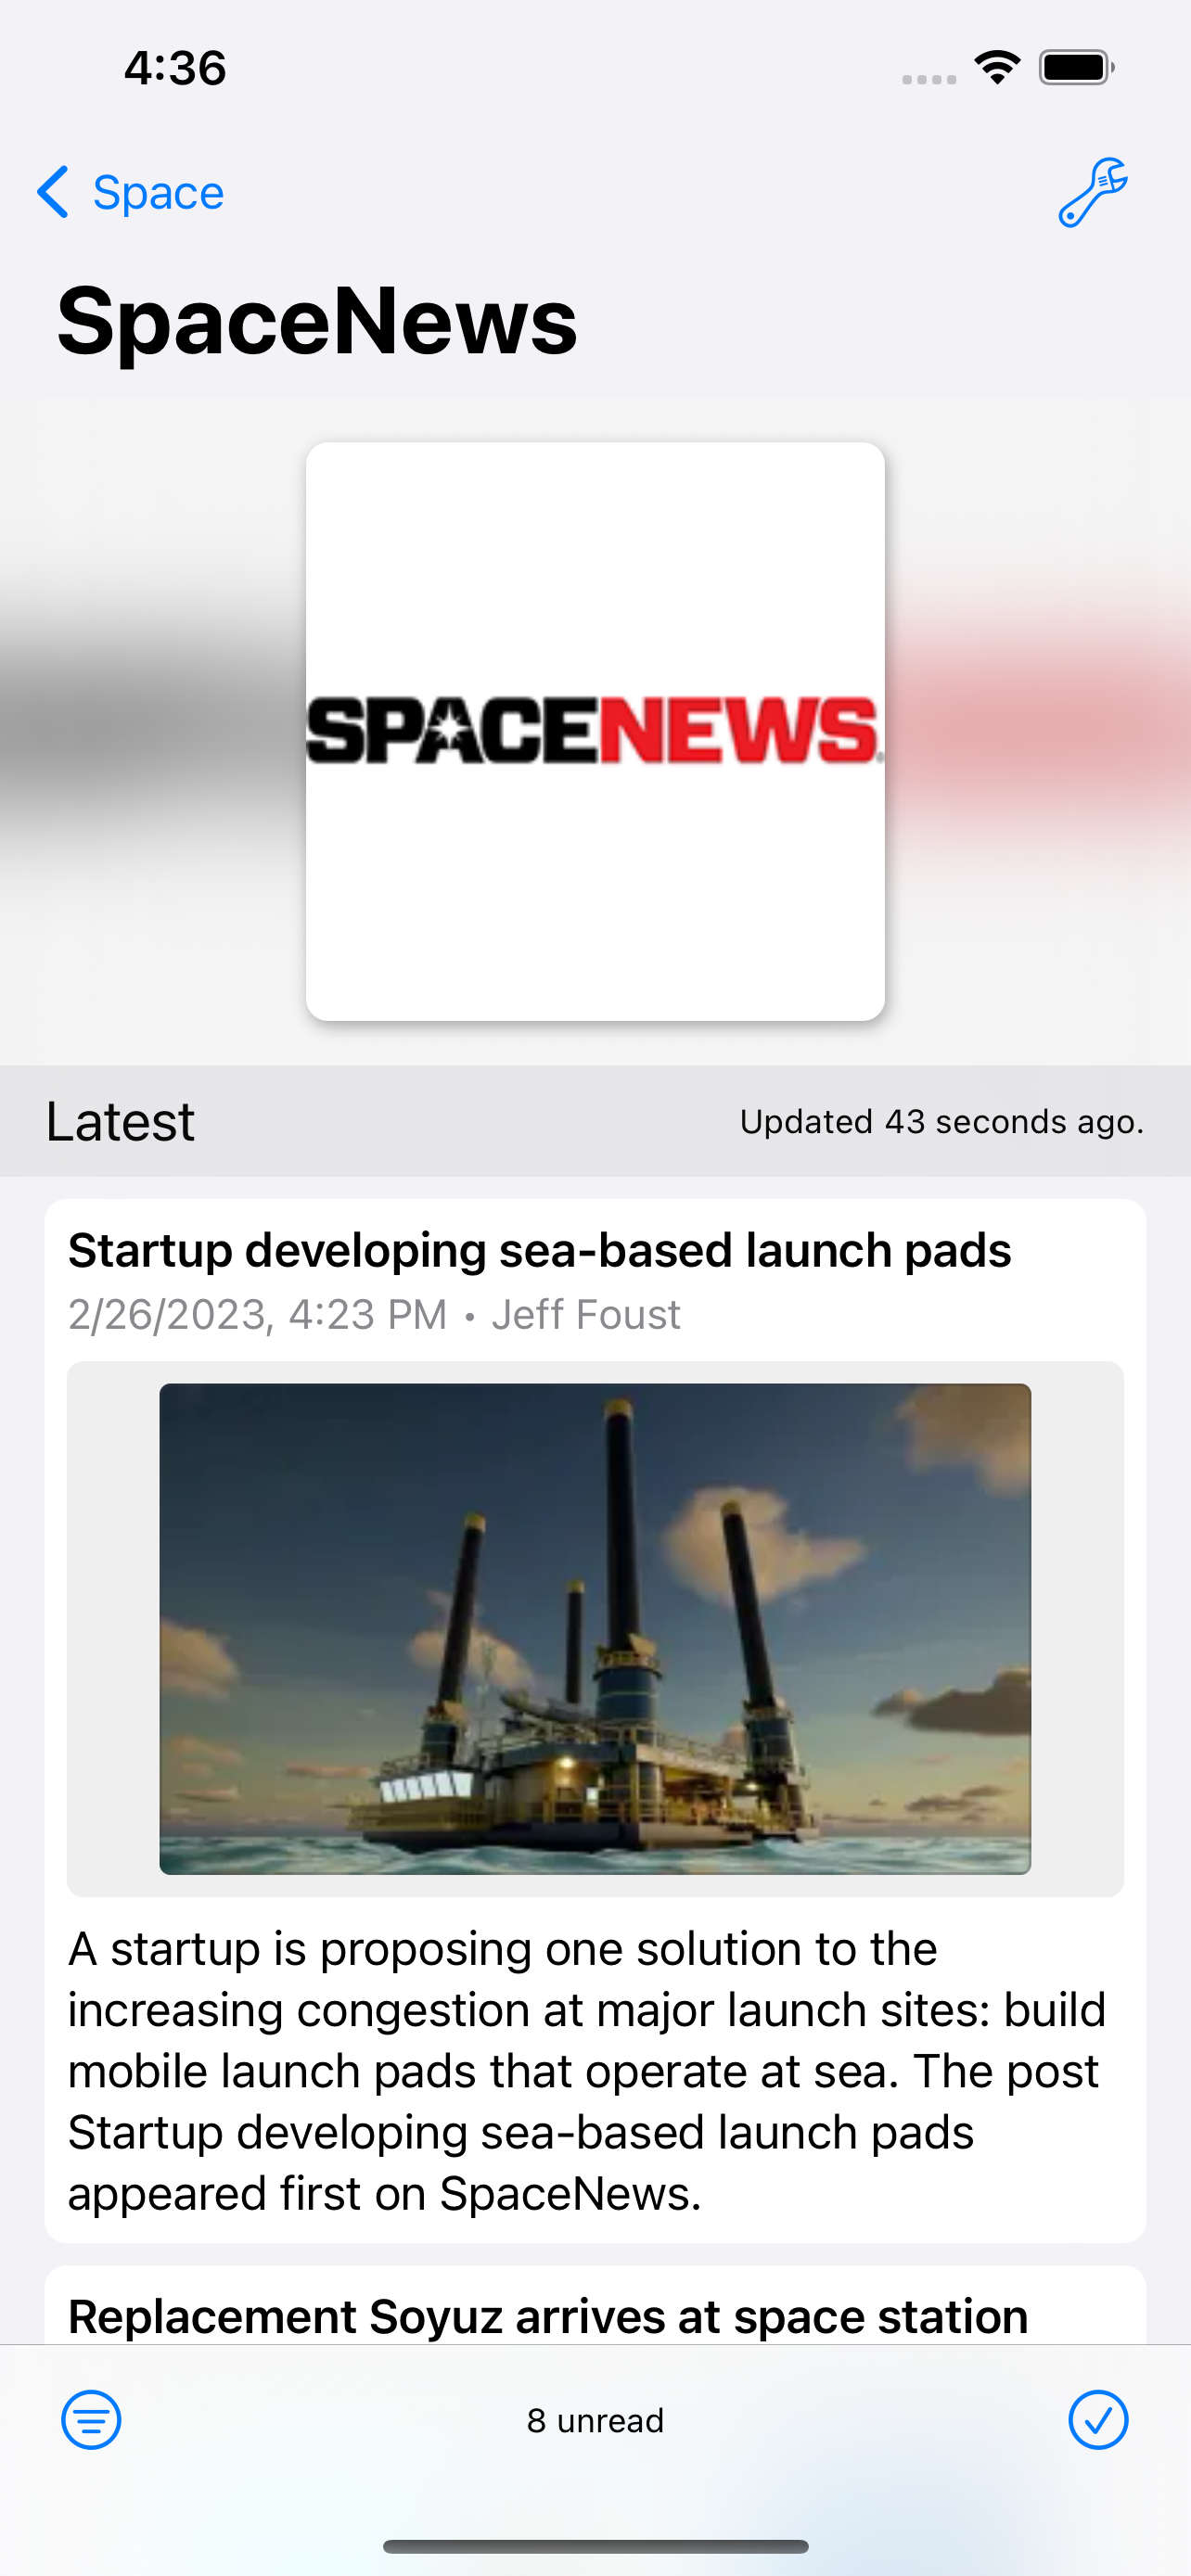 4:36
Space
SpaceNews
SPACENEWS
Latest
Updated 43 seconds ago.
Startup developing sea-based launch pads
2/26/2023, 4:23 PM • Jeff Foust
A startup is proposing one solution to the
increasing congestion at major launch sites: build
mobile launch pads that operate at sea. The post
Startup developing sea-based launch pads
appeared first on SpaceNews.
Replacement Soyuz arrives at space station
8 unread